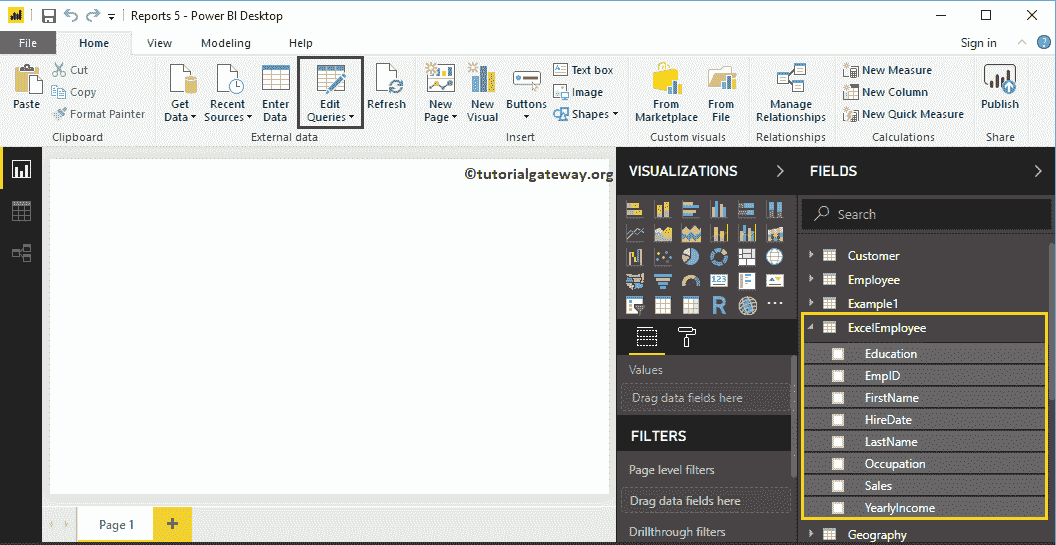 Reports 5 - Power BI Desktop
File
Home
View
Modeling
Help
Sign in
Paste
Cut
Copy
Format Painter
Clipboard
Get Data
Recent Sources
Enter Data
Edit Queries
Refresh
External data
New Page
New Visual
Buttons
Text box
Image
Shapes
Insert
From Marketplace
From File
Custom visuals
Manage Relationships
Relationships
New Measure
New Column
New Quick Measure
Calculations
Publish
Share
©tutorialgateway.org
VISUALIZATIONS
R
123
Values
Drag data fields here
FILTERS
Page level filters
Drag data fields here
Drillthrough filters
FIELDS
Search
Customer
Employee
Example1
ExcelEmployee
Education
EmpID
FirstName
HireDate
LastName
Occupation
Sales
YearlyIncome
Geography
Page 1